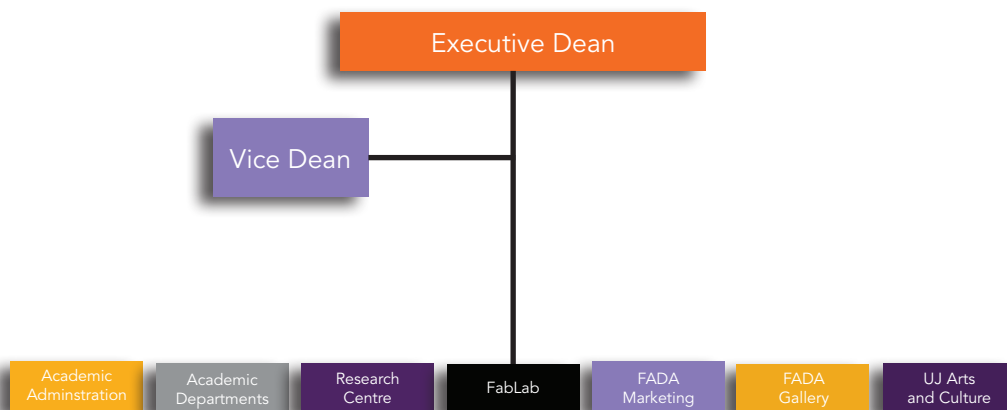 Executive Dean
Vice Dean
Academic
Adminstration
Academic
Departments
Research
Centre
FabLab
FADA
Marketing
FADA
Gallery
UJ Arts
and Culture